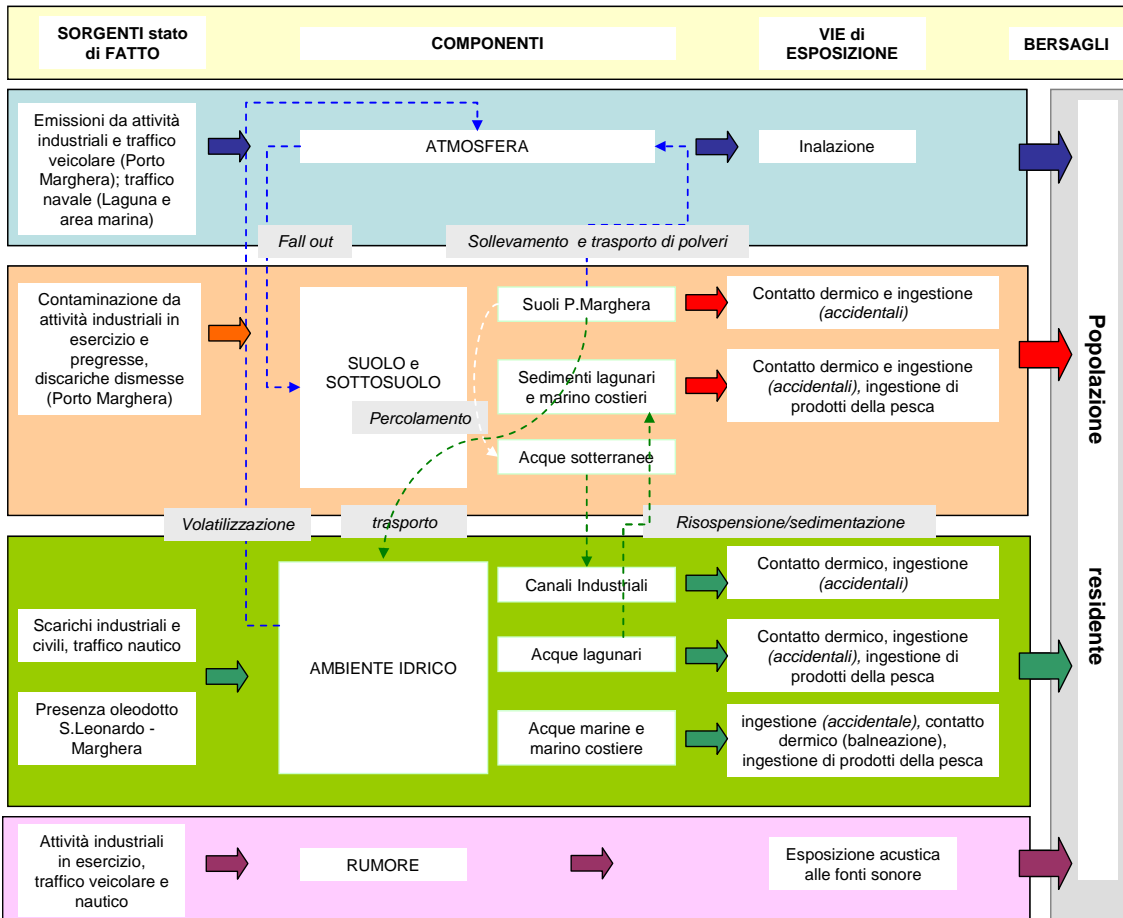 SORGENTI stato
di FATTO
COMPONENTI
VIE di
ESPOSIZIONE
BERSAGLI
Emissioni da attività
industriali e traffico
veicolare (Porto
Marghera); traffico
navale (Laguna e
area marina)
ATMOSFERA
Inalazione
Fall out
Sollevamento e trasporto di polveri
Contaminazione da
attività industriali in
esercizio e
pregresse,
discariche dismesse
(Porto Marghera)
SUOLO e
SOTTOSUOLO
Percolamento
Suoli P.Marghera
Contatto dermico e ingestione
(accidentali)
Sedimenti lagunari
e marino costieri
Contatto dermico e ingestione
(accidentali), ingestione di
prodotti della pesca
Acque sotterranee
Volatilizzazione
trasporto
Risospensione/sedimentazione
Scarichi industriali e
civili, traffico nautico
Presenza oleodotto
S.Leonardo -
Marghera
AMBIENTE IDRICO
Canali Industriali
Contatto dermico, ingestione
(accidentali)
Acque lagunari
Contatto dermico, ingestione
(accidentali), ingestione di
prodotti della pesca
Acque marine e
marino costiere
ingestione (accidentale), contatto
dermico (balneazione),
ingestione di prodotti della pesca
Attività industriali
in esercizio,
traffico veicolare e
nautico
RUMORE
Esposizione acustica
alle fonti sonore
Popolazione residente